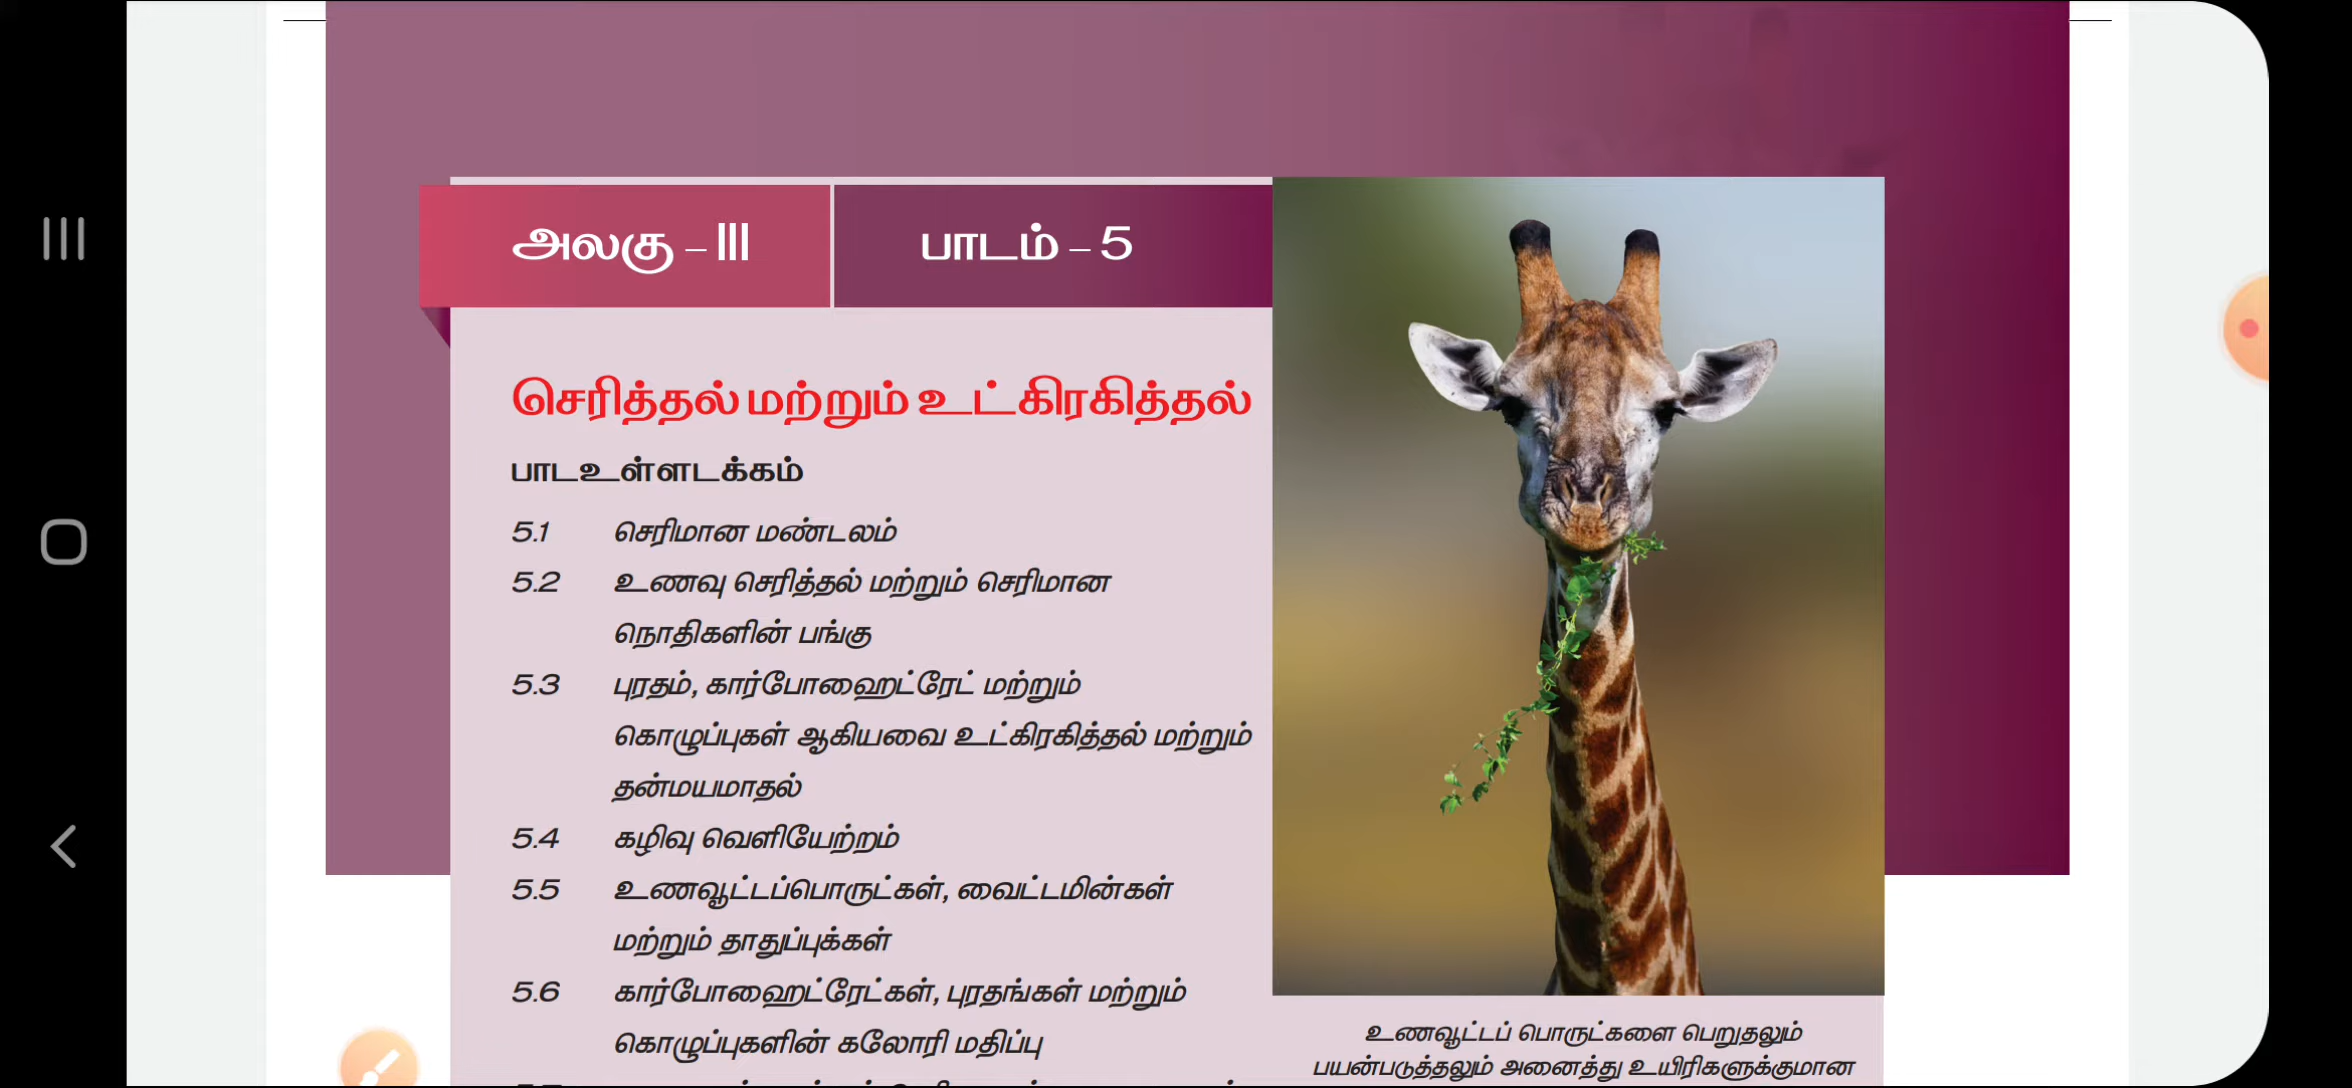 அலகு – III
பாடம் – 5
செரித்தல் மற்றும் உட்கிரகித்தல்
பாடஉள்ளடக்கம்
5.1 செரிமான மண்டலம்
5.2 உணவு செரித்தல் மற்றும் செரிமான
நொதிகளின் பங்கு
5.3 புரதம், கார்போஹைட்ரேட் மற்றும்
கொழுப்புகள் ஆகியவை உட்கிரகித்தல் மற்றும்
தன்மயமாதல்
5.4 கழிவு வெளியேற்றம்
5.5 உணவூட்டப்பொருட்கள், வைட்டமின்கள்
மற்றும் தாதுப்புக்கள்
5.6 கார்போஹைட்ரேட்கள், புரதங்கள் மற்றும்
கொழுப்புகளின் கலோரி மதிப்பு
உணவூட்டப் பொருட்களை பெறுதலும்
பயன்படுத்தலும் அனைத்து உயிரிகளுக்குமான